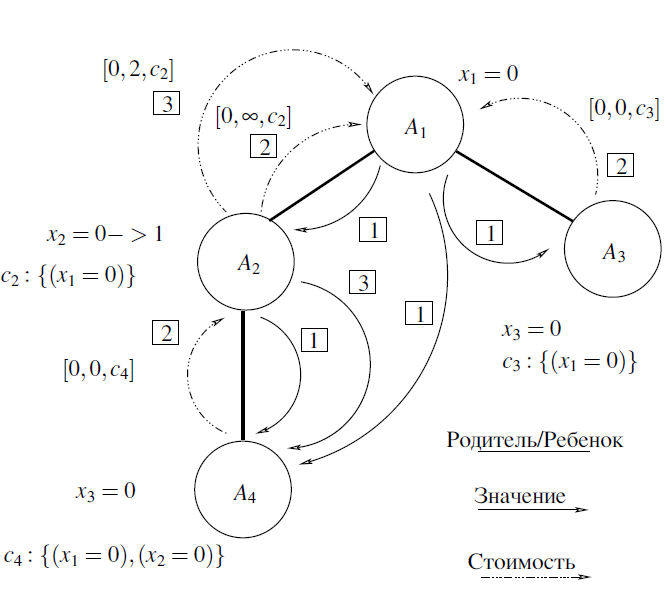 [0, 2, c₂]
3
x₁ = 0
[0, ∞, c₂]
2
A₁
[0, 0, c₃]
2
x₂ = 0− > 1
c₂ : {(x₁ = 0)}
A₂
1
1
A₃
3
1
2
1
[0, 0, c₄]
x₃ = 0
c₃ : {(x₁ = 0)}
Родитель/Ребенок
x₃ = 0
A₄
Значение
c₄ : {(x₁ = 0), (x₂ = 0)}
Стоимость